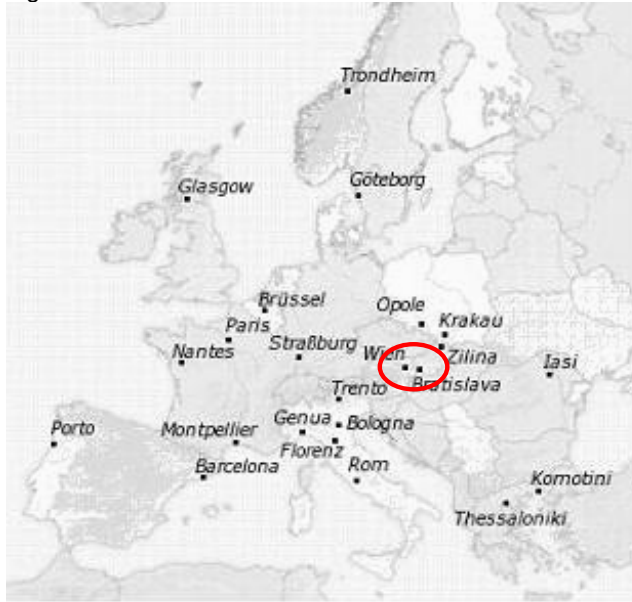 Trondheim
Göteborg
Glasgow
Brüssel
Opole
Krakau
Paris
Straßburg
Wien
Zilina
Nantes
Iasi
Bratislava
Trento
Genua
Bologna
Porto
Montpellier
Florenz
Barcelona
Rom
Komotini
Thessaloniki